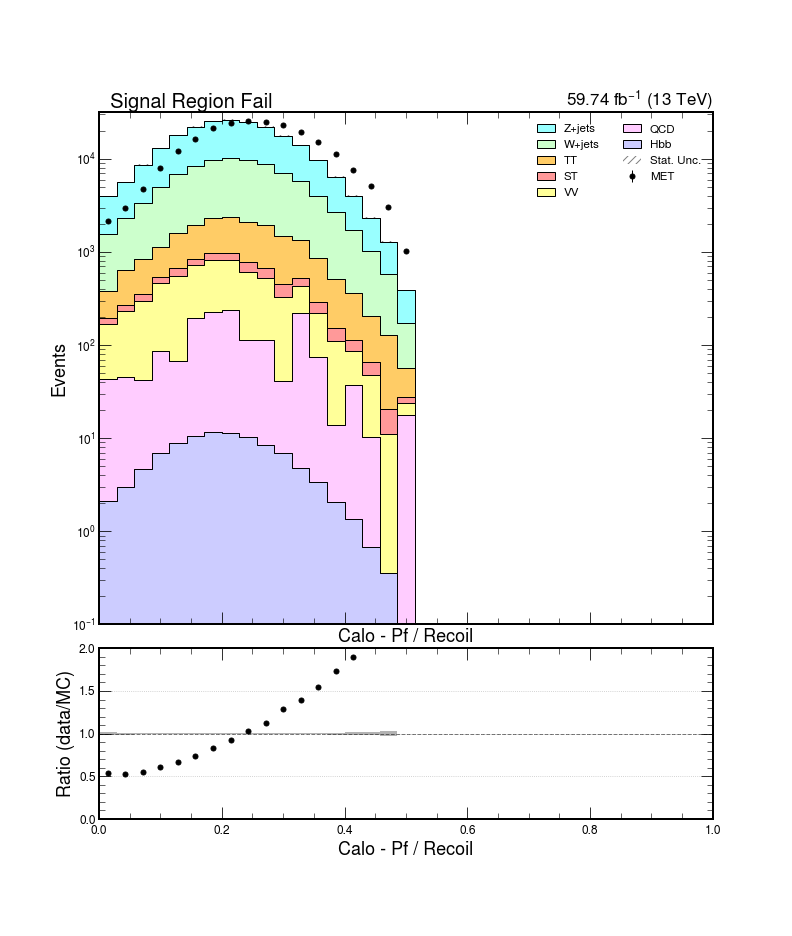 Signal Region Fail
59.74 fb⁻¹ (13 TeV)
Z+jets
W+jets
TT
ST
VV
QCD
Hbb
Stat. Unc.
MET
10⁴
10³
10²
10¹
10⁰
10⁻¹
Events
Calo - Pf / Recoil
2.0
1.5
1.0
0.5
0.0
Ratio (data/MC)
0.0 0.2 0.4 0.6 0.8 1.0
Calo - Pf / Recoil